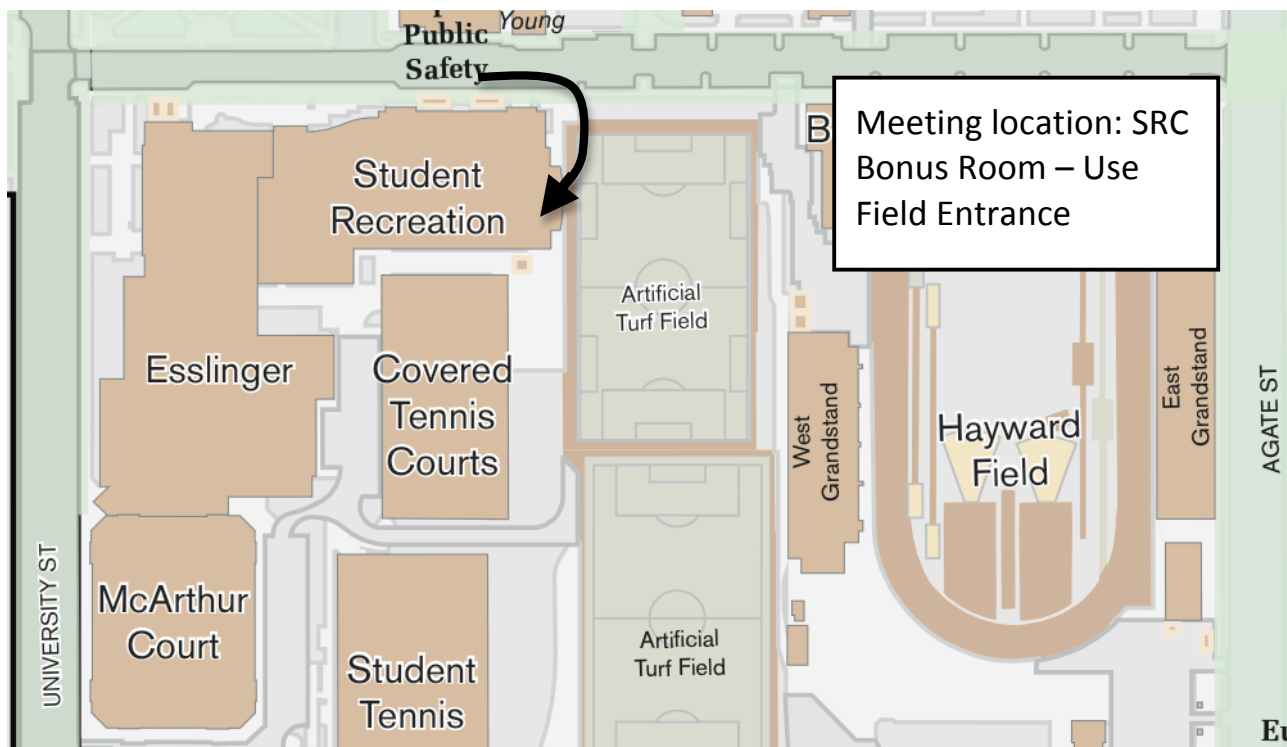 Young
Public
Safety
Meeting location: SRC
Bonus Room – Use
Field Entrance
B
Student
Recreation
Artificial
Turf Field
Esslinger
Covered
Tennis
Courts
West
Grandstand
Hayward
Field
East
Grandstand
AGATE ST
UNIVERSITY ST
McArthur
Court
Student
Tennis
Artificial
Turf Field
Eu